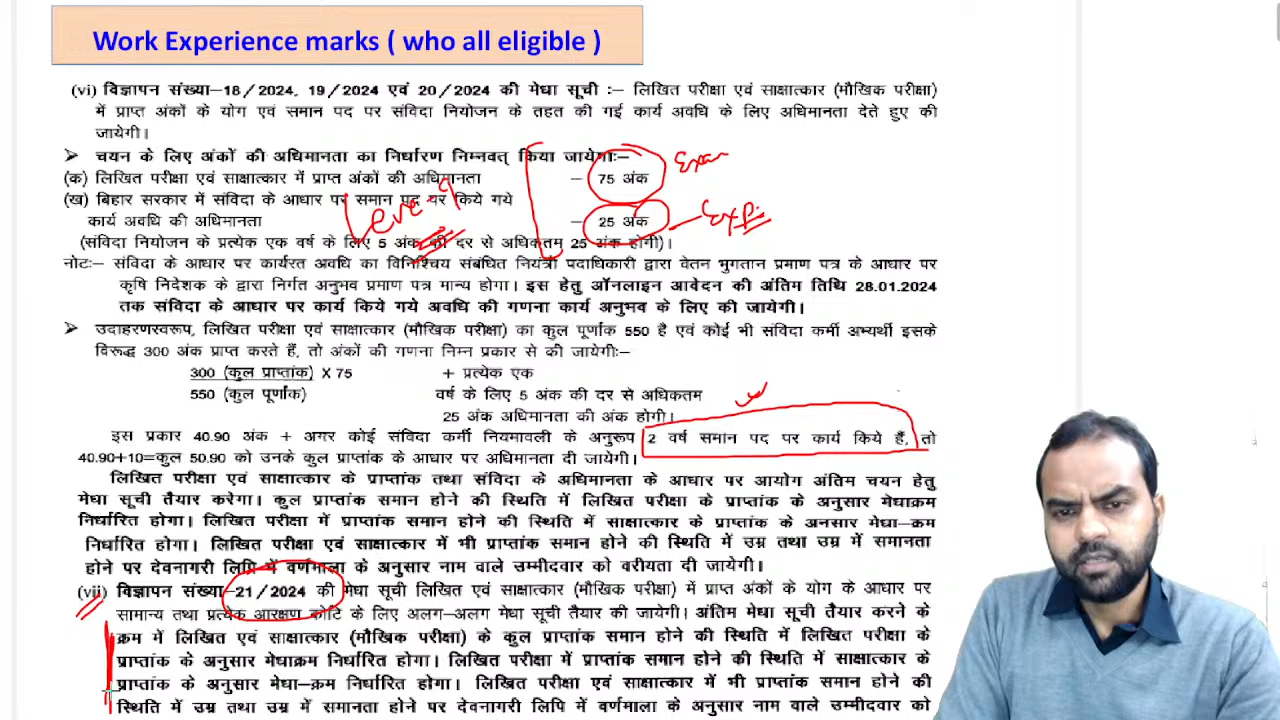 Work Experience marks ( who all eligible )
(vi) विज्ञापन संख्या–18/2024, 19/2024 एवं 20/2024 की मेधा सूची :– लिखित परीक्षा एवं साक्षात्कार (मौखिक परीक्षा)
में प्राप्त अंकों के योग एवं समान पद पर संविदा नियोजन के तहत की गई कार्य अवधि के लिए अधिमानता देते हुए की
जायेगी।
➤ चयन के लिए अंकों की अधिमानता का निर्धारण निम्नवत् किया जायेगाः–
(क) लिखित परीक्षा एवं साक्षात्कार में प्राप्त अंकों की अधिमानता – 75 अंक Exam
(ख) बिहार सरकार में संविदा के आधार पर समान पद पर किये गये
Level 9
कार्य अवधि की अधिमानता – 25 अंक – Exp.
(संविदा नियोजन के प्रत्येक एक वर्ष के लिए 5 अंक की दर से अधिकतम 25 अंक होगी)।
नोटः– संविदा के आधार पर कार्यरत अवधि का विनिश्चिय संबंधित नियंत्री पदाधिकारी द्वारा वेतन भुगतान प्रमाण पत्र के आधार पर
कृषि निदेशक के द्वारा निर्गत अनुभव प्रमाण पत्र मान्य होगा। इस हेतु ऑनलाइन आवेदन की अंतिम तिथि 28.01.2024
तक संविदा के आधार पर कार्य किये गये अवधि की गणना कार्य अनुभव के लिए की जायेगी।
➤ उदाहरणस्वरूप, लिखित परीक्षा एवं साक्षात्कार (मौखिक परीक्षा) का कुल पूर्णांक 550 है एवं कोई भी संविदा कर्मी अभ्यर्थी इसके
विरूद्ध 300 अंक प्राप्त करते हैं, तो अंकों की गणना निम्न प्रकार से की जायेगीः–
300 (कुल प्राप्तांक) X 75 + प्रत्येक एक
550 (कुल पूर्णांक) वर्ष के लिए 5 अंक की दर से अधिकतम
25 अंक अधिमानता की अंक होगी।
इस प्रकार 40.90 अंक + अगर कोई संविदा कर्मी नियमावली के अनुरूप 2 वर्ष समान पद पर कार्य किये हैं, तो
40.90+10=कुल 50.90 को उनके कुल प्राप्तांक के आधार पर अधिमानता दी जायेगी।
लिखित परीक्षा एवं साक्षात्कार के प्राप्तांक तथा संविदा के अधिमानता के आधार पर आयोग अंतिम चयन हेतु
मेधा सूची तैयार करेगा। कुल प्राप्तांक समान होने की स्थिति में लिखित परीक्षा के प्राप्तांक के अनुसार मेधाक्रम
निर्धारित होगा। लिखित परीक्षा में प्राप्तांक समान होने की स्थिति में साक्षात्कार के प्राप्तांक के अनसार मेधा–क्रम
निर्धारित होगा। लिखित परीक्षा एवं साक्षात्कार में भी प्राप्तांक समान होने की स्थिति में उम्र तथा उम्र में समानता
होने पर देवनागरी लिपि में वर्णमाला के अनुसार नाम वाले उम्मीदवार को वरीयता दी जायेगी।
(vii) विज्ञापन संख्या–21/2024 की मेधा सूची लिखित एवं साक्षात्कार (मौखिक परीक्षा) में प्राप्त अंकों के योग के आधार पर
सामान्य तथा प्रत्येक आरक्षण कोटि के लिए अलग–अलग मेधा सूची तैयार की जायेगी। अंतिम मेधा सूची तैयार करने के
क्रम में लिखित एवं साक्षात्कार (मौखिक परीक्षा) के कुल प्राप्तांक समान होने की स्थिति में लिखित परीक्षा के
प्राप्तांक के अनुसार मेधाक्रम निर्धारित होगा। लिखित परीक्षा में प्राप्तांक समान होने की स्थिति में साक्षात्कार के
प्राप्तांक के अनुसार मेधा–क्रम निर्धारित होगा। लिखित परीक्षा एवं साक्षात्कार में भी प्राप्तांक समान होने की
स्थिति में उम्र तथा उम्र में समानता होने पर देवनागरी लिपि में वर्णमाला के अनुसार नाम वाले उम्मीदवार को